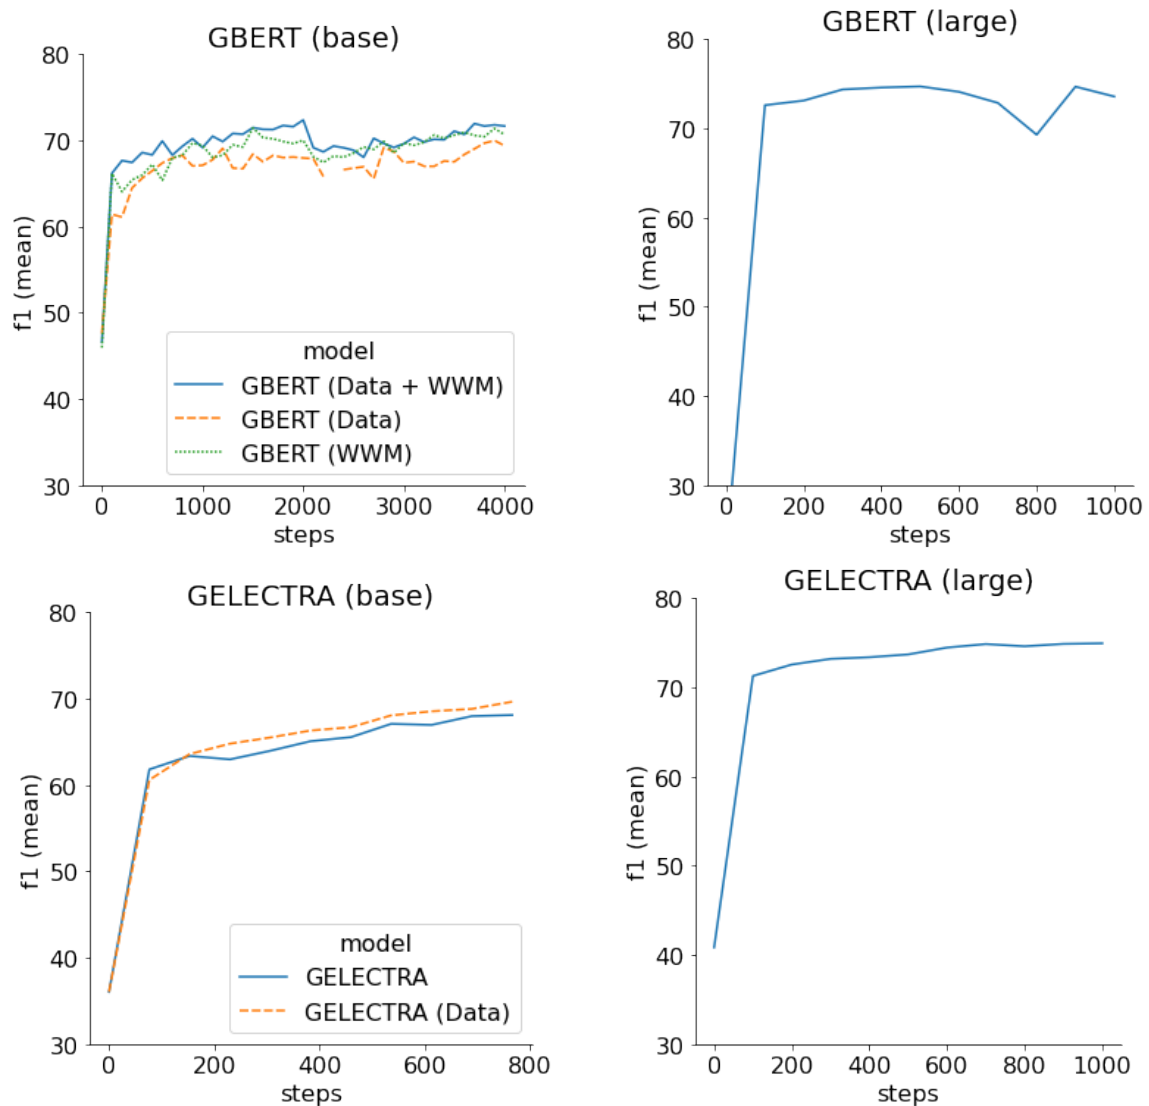 GBERT (base)
80
70
60
50
40
30
f1 (mean)
model
GBERT (Data + WWM)
GBERT (Data)
GBERT (WWM)
0 1000 2000 3000 4000
steps
GBERT (large)
80
70
60
50
40
30
f1 (mean)
0 200 400 600 800 1000
steps
GELECTRA (base)
80
70
60
50
40
30
f1 (mean)
model
GELECTRA
GELECTRA (Data)
0 200 400 600 800
steps
GELECTRA (large)
80
70
60
50
40
30
f1 (mean)
0 200 400 600 800 1000
steps